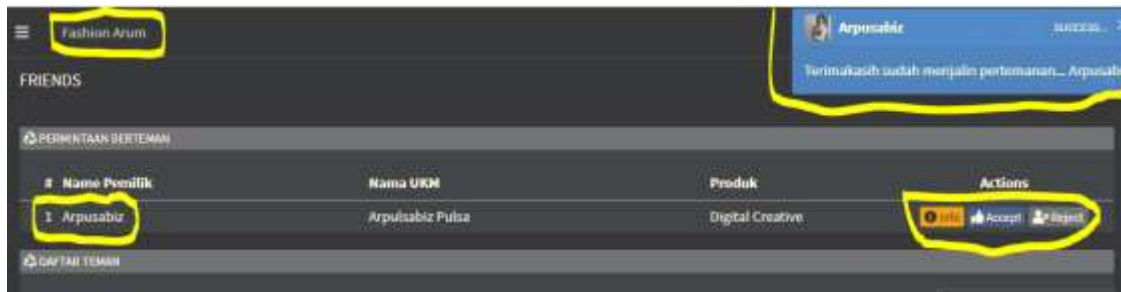 Fashion Arum
Arpusabiz success...
Terimakasih sudah menjalin pertemanan... Arpusabi
FRIENDS
PERMINTAAN BERTEMAN
# Name Pemilik Nama UKM Produk Actions
1 Arpusabiz Arpulsabiz Pulsa Digital Creative Info Accept Reject
DAFTAR TEMAN